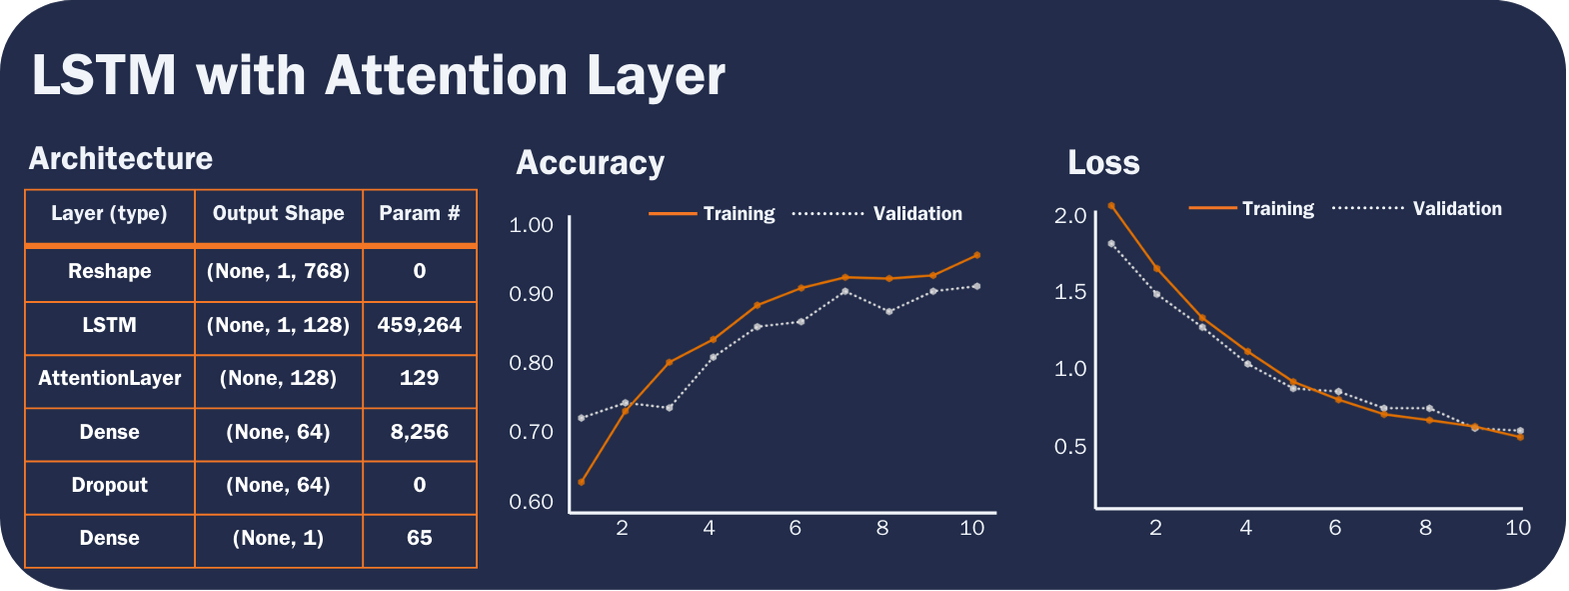 LSTM with Attention Layer
Architecture
Layer (type) Output Shape Param #
Reshape (None, 1, 768) 0
LSTM (None, 1, 128) 459,264
AttentionLayer (None, 128) 129
Dense (None, 64) 8,256
Dropout (None, 64) 0
Dense (None, 1) 65
Accuracy
Training Validation
1.00
0.90
0.80
0.70
0.60
2 4 6 8 10
Loss
Training Validation
2.0
1.5
1.0
0.5
2 4 6 8 10